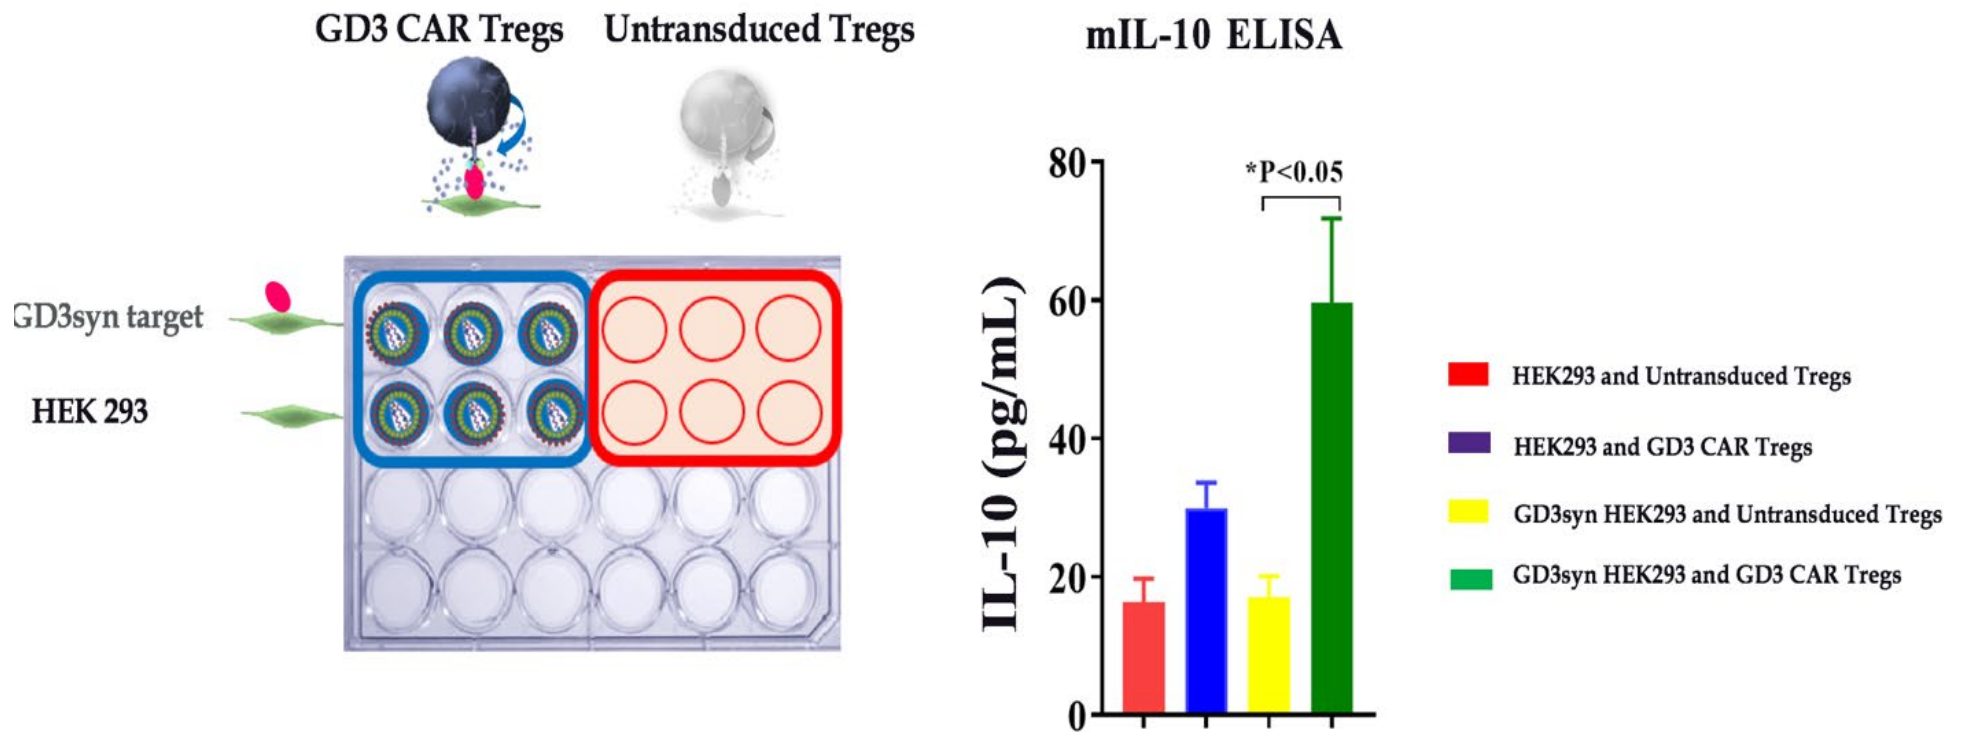 GD3 CAR Tregs
Untransduced Tregs
GD3syn target
HEK 293
mIL-10 ELISA
IL-10 (pg/mL)
80
60
40
20
0
*P<0.05
HEK293 and Untransduced Tregs
HEK293 and GD3 CAR Tregs
GD3syn HEK293 and Untransduced Tregs
GD3syn HEK293 and GD3 CAR Tregs